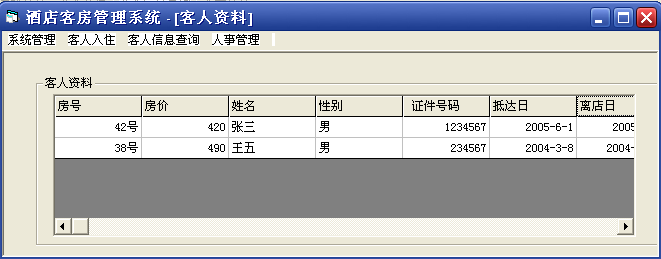 酒店客房管理系统 - [客人资料]
系统管理 客人入住 客人信息查询 人事管理
客人资料
房号 房价 姓名 性别 证件号码 抵达日 离店日
42号 420 张三 男 1234567 2005-6-1 2005
38号 490 王五 男 234567 2004-3-8 2004-